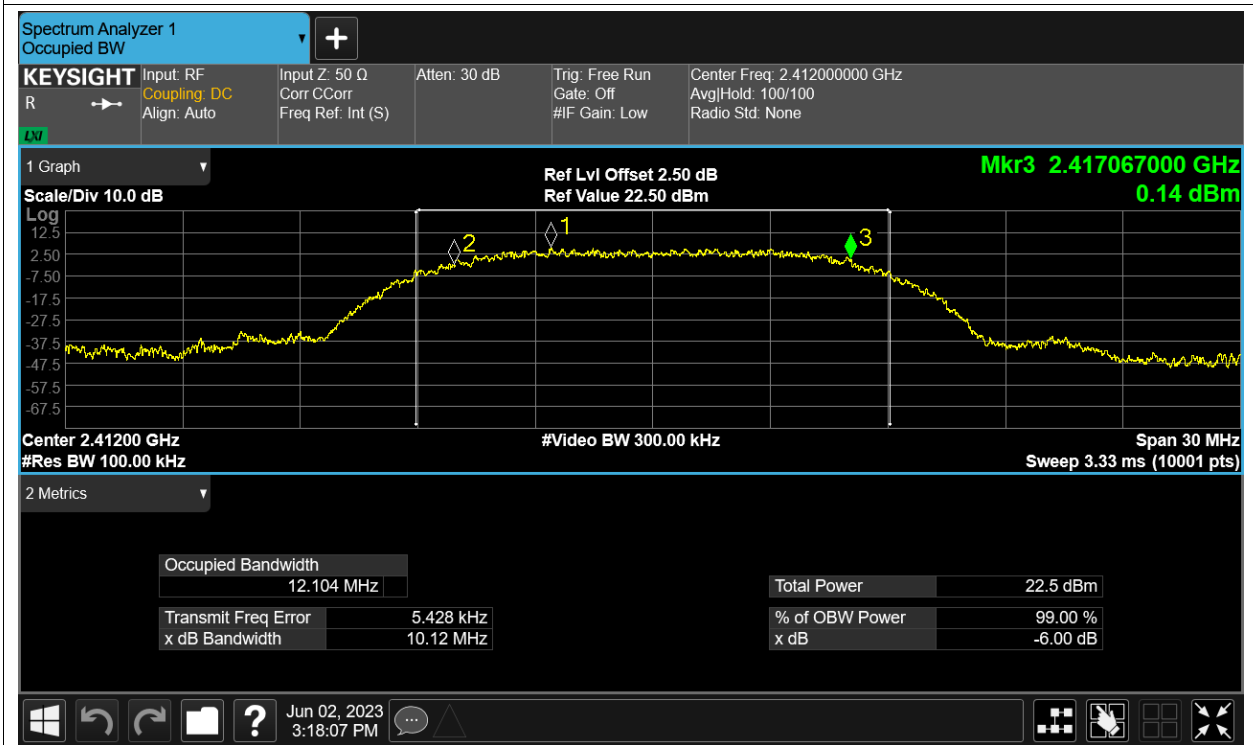 Spectrum Analyzer 1
Occupied BW
KEYSIGHT
R
LXI
Input: RF
Coupling: DC
Align: Auto
Input Z: 50 Ω
Corr CCorr
Freq Ref: Int (S)
Atten: 30 dB
Trig: Free Run
Gate: Off
#IF Gain: Low
Center Freq: 2.412000000 GHz
Avg|Hold: 100/100
Radio Std: None
1 Graph
Scale/Div 10.0 dB
Ref Lvl Offset 2.50 dB
Ref Value 22.50 dBm
Mkr3 2.417067000 GHz
0.14 dBm
Log
12.5
2.50
-7.50
-17.5
-27.5
-37.5
-47.5
-57.5
-67.5
2
1
3
Center 2.41200 GHz
#Res BW 100.00 kHz
#Video BW 300.00 kHz
Span 30 MHz
Sweep 3.33 ms (10001 pts)
2 Metrics
Occupied Bandwidth
12.104 MHz
Transmit Freq Error 5.428 kHz
x dB Bandwidth 10.12 MHz
Total Power 22.5 dBm
% of OBW Power 99.00 %
x dB -6.00 dB
?
Jun 02, 2023
3:18:07 PM